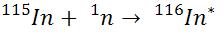 ¹¹⁵In + ¹n → ¹¹⁶In*